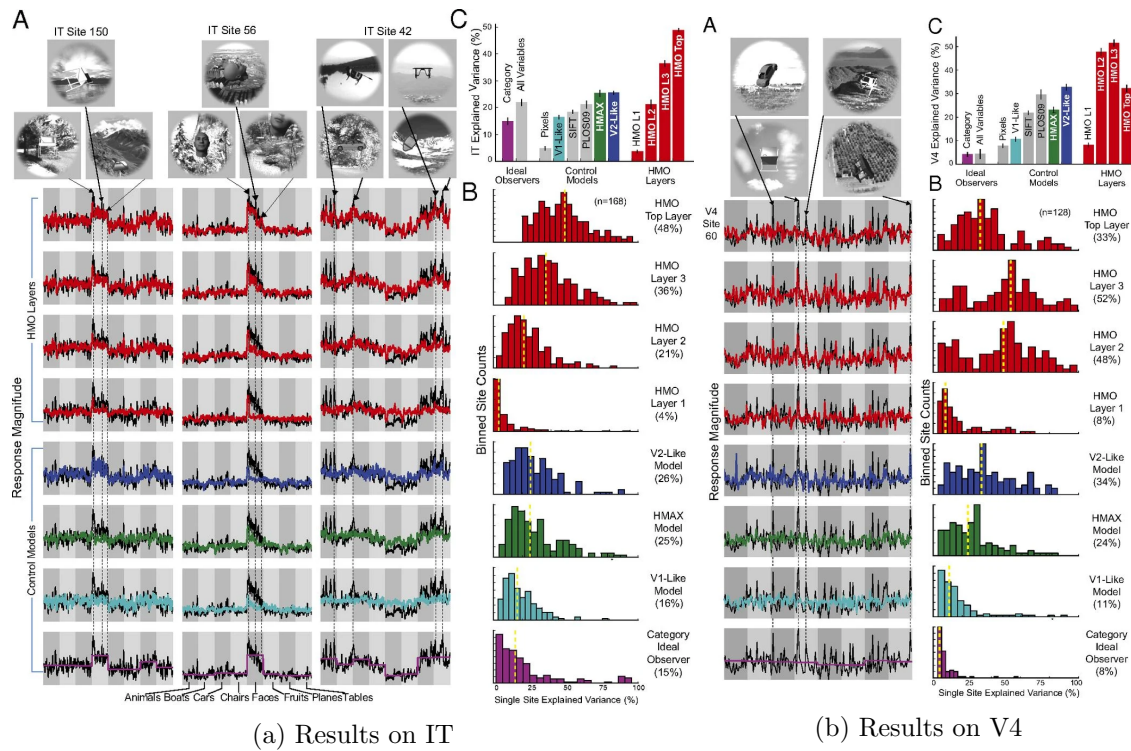 A
IT Site 150
IT Site 56
IT Site 42
HMO Layers
Control Models
Response Magnitude
Animals Boats Cars Chairs Faces Fruits Planes Tables
C
IT Explained Variance (%)
50
40
30
20
10
0
Category
All Variables
Pixels
V1-Like
SIFT
PLOS09
HMAX
V2-Like
HMO L1
HMO L2
HMO L3
HMO Top
Ideal
Observers
Control
Models
HMO
Layers
B
Binned Site Counts
(n=168)
HMO
Top Layer
(48%)
HMO
Layer 3
(36%)
HMO
Layer 2
(21%)
HMO
Layer 1
(4%)
V2-Like
Model
(26%)
HMAX
Model
(25%)
V1-Like
Model
(16%)
Category
Ideal
Observer
(15%)
0 50 100
Single Site Explained Variance (%)
(a) Results on IT
A
V4
Site
60
Response Magnitude
C
V4 Explained Variance (%)
50
40
30
20
10
0
Category
All Variables
Pixels
V1-Like
SIFT
PLOS09
HMAX
V2-Like
HMO L1
HMO L2
HMO L3
HMO Top
Ideal
Observers
Control
Models
HMO
Layers
B
Binned Site Counts
(n=128)
HMO
Top Layer
(33%)
HMO
Layer 3
(52%)
HMO
Layer 2
(48%)
HMO
Layer 1
(8%)
V2-Like
Model
(34%)
HMAX
Model
(24%)
V1-Like
Model
(11%)
Category
Ideal
Observer
(8%)
0 25 50 75 100
Single Site Explained Variance (%)
(b) Results on V4